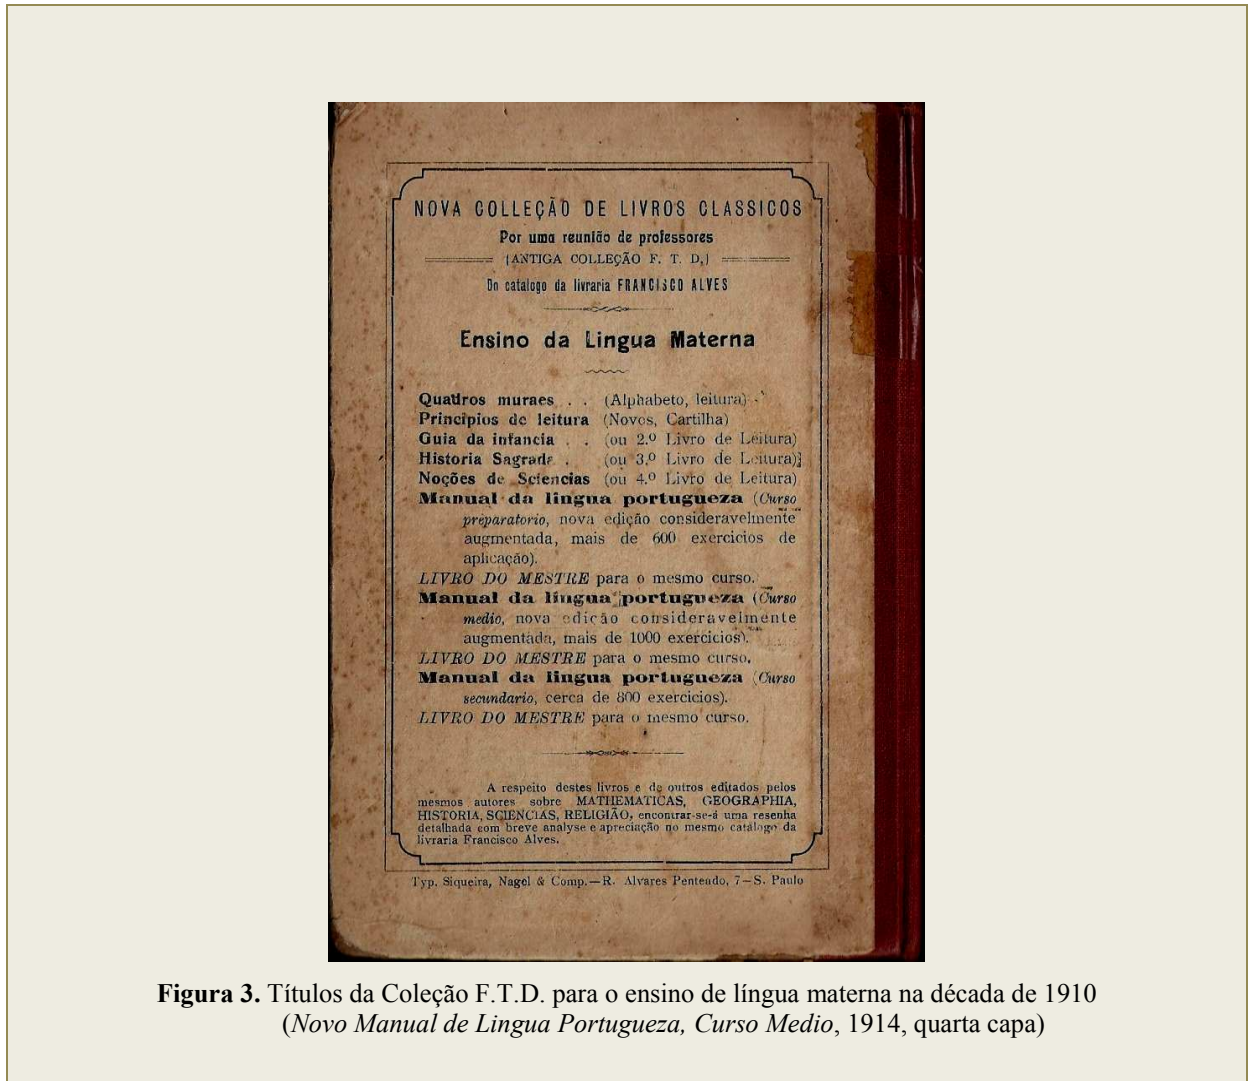 NOVA COLLEÇÃO DE LIVROS CLASSICOS
Por uma reunião de professores
(ANTIGA COLLEÇÃO F. T. D.)
Do catalogo da livraria FRANCISCO ALVES
Ensino da Lingua Materna
Quadros muraes . . (Alphabeto, leitura)
Principios de leitura (Novos, Cartilha)
Guia da infancia . . (ou 2.º Livro de Leitura)
Historia Sagrada . (ou 3.º Livro de Leitura)
Noções de Sciencias (ou 4.º Livro de Leitura)
Manual da lingua portugueza (Curso
preparatorio, nova edição consideravelmente
augmentada, mais de 600 exercicios de
aplicação).
LIVRO DO MESTRE para o mesmo curso.
Manual da lingua portugueza (Curso
medio, nova edição consideravelmente
augmentada, mais de 1000 exercicios).
LIVRO DO MESTRE para o mesmo curso.
Manual da lingua portugueza (Curso
secundario, cerca de 800 exercicios).
LIVRO DO MESTRE para o mesmo curso.
A respeito destes livros e de outros editados pelos
mesmos autores sobre MATHEMATICAS, GEOGRAPHIA,
HISTORIA, SCIENCIAS, RELIGIÃO, encontrar-se-á uma resenha
detalhada com breve analyse e apreciação no mesmo catálogo da
livraria Francisco Alves.
Typ. Siqueira, Nagel & Comp.—R. Alvares Penteado, 7—S. Paulo
Figura 3. Títulos da Coleção F.T.D. para o ensino de língua materna na década de 1910
(Novo Manual de Lingua Portugueza, Curso Medio, 1914, quarta capa)